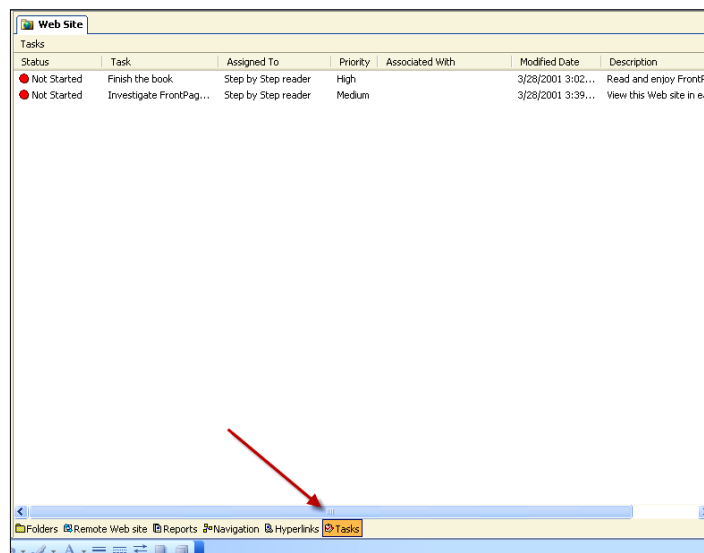 Web Site
Tasks
Status Task Assigned To Priority Associated With Modified Date Description
Not Started Finish the book Step by Step reader High 3/28/2001 3:02... Read and enjoy FrontP
Not Started Investigate FrontPag... Step by Step reader Medium 3/28/2001 3:39... View this Web site in ea
Folders Remote Web site Reports Navigation Hyperlinks Tasks
A